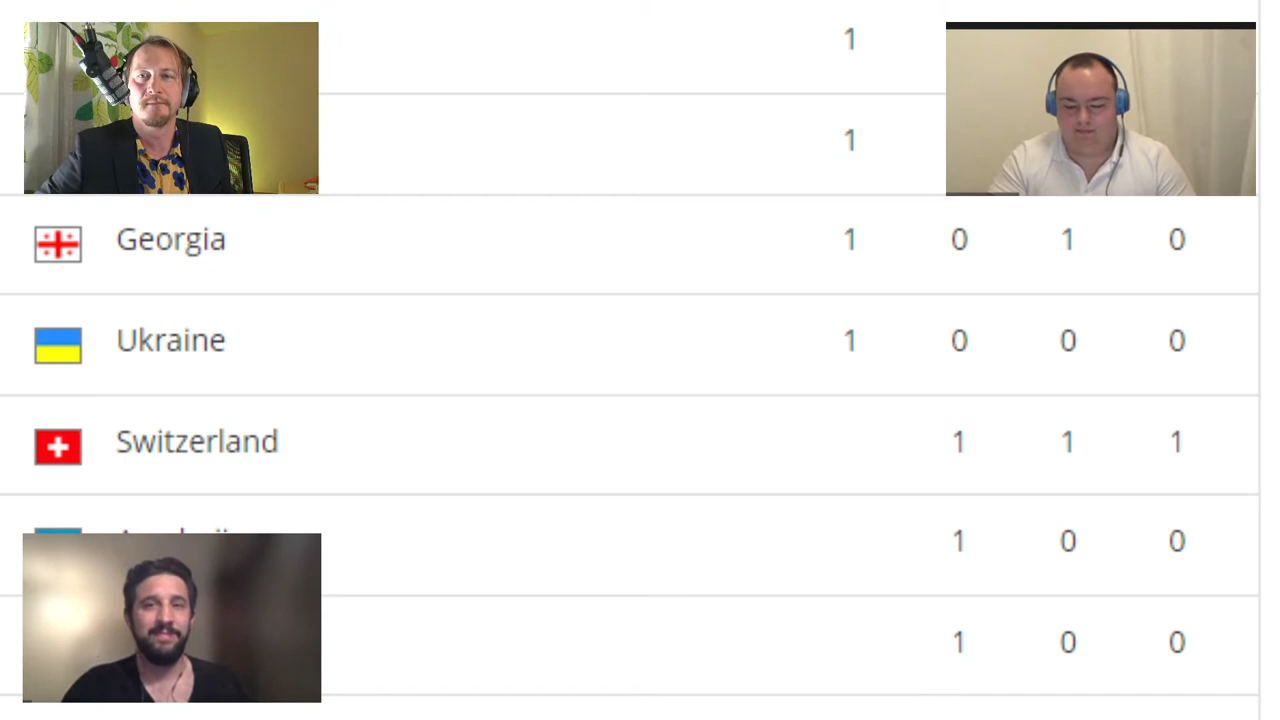 1
1
Georgia 1 0 1 0
Ukraine 1 0 0 0
Switzerland 1 1 1
1 0 0
1 0 0